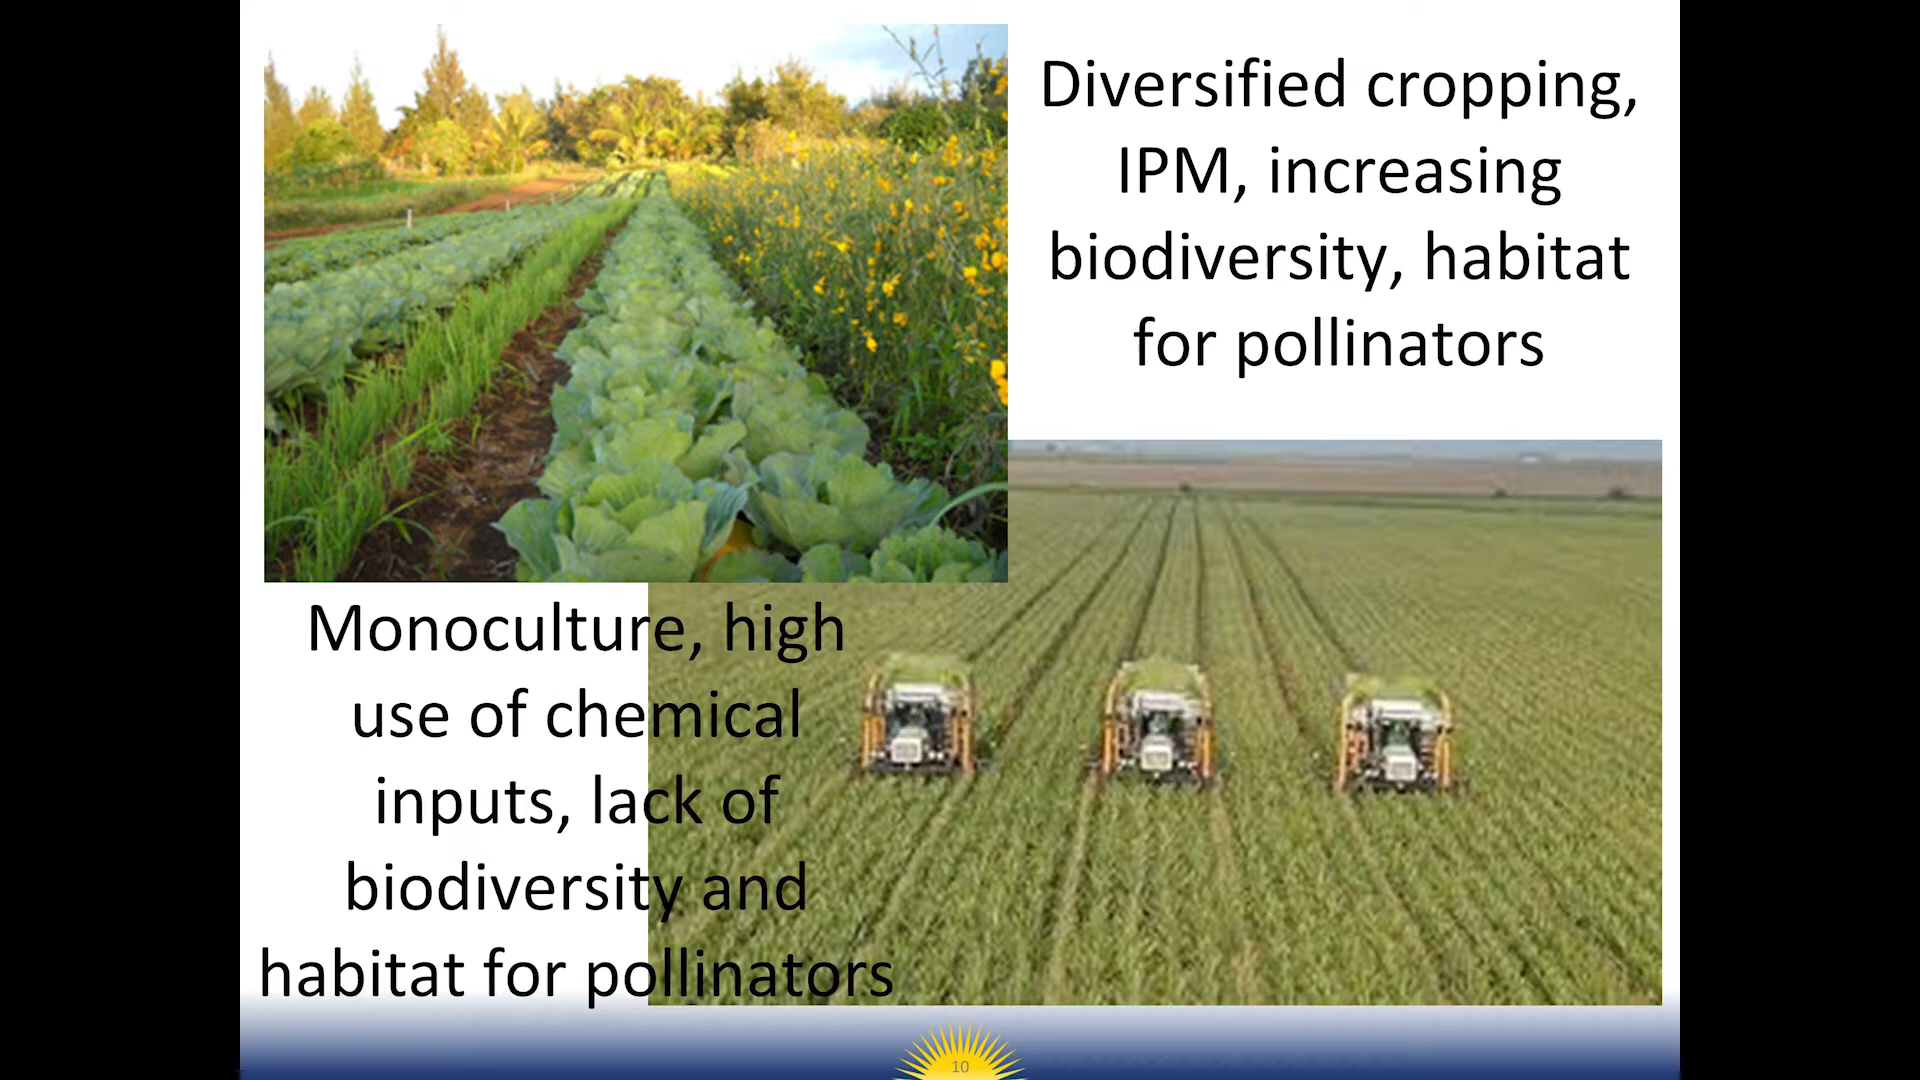 Diversified cropping,
IPM, increasing
biodiversity, habitat
for pollinators
Monoculture, high
use of chemical
inputs, lack of
biodiversity and
habitat for pollinators
10